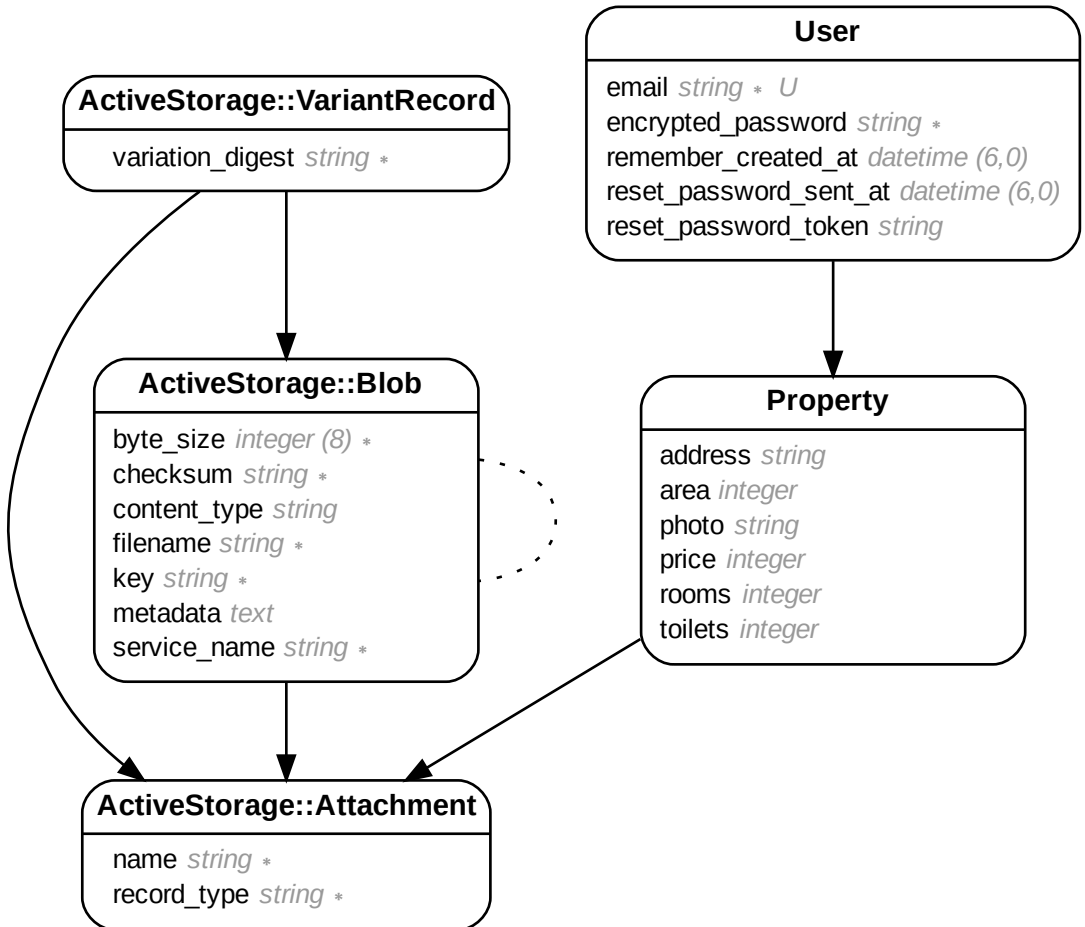 User
email string * U
encrypted_password string *
remember_created_at datetime (6,0)
reset_password_sent_at datetime (6,0)
reset_password_token string
ActiveStorage::VariantRecord
variation_digest string *
ActiveStorage::Blob
byte_size integer (8) *
checksum string *
content_type string
filename string *
key string *
metadata text
service_name string *
Property
address string
area integer
photo string
price integer
rooms integer
toilets integer
ActiveStorage::Attachment
name string *
record_type string *